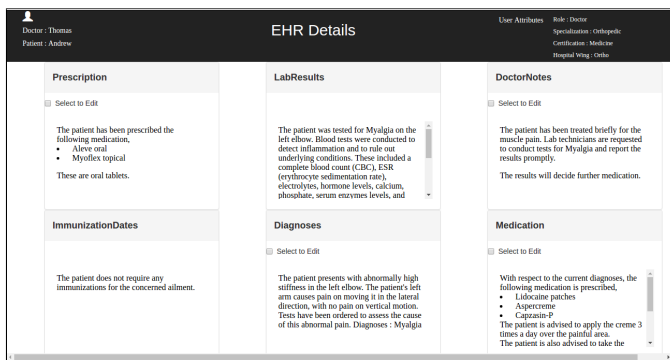 Doctor : Thomas
Patient : Andrew
EHR Details
User Attributes
Role : Doctor
Specialization : Orthopedic
Certification : Medicine
Hospital Wing : Ortho
Prescription
Select to Edit
The patient has been prescribed the
following medication,
• Aleve oral
• Myoflex topical
These are oral tablets.
LabResults
The patient was tested for Myalgia on the
left elbow. Blood tests were conducted to
detect inflammation and to rule out
underlying conditions. These included a
complete blood count (CBC), ESR
(erythrocyte sedimentation rate),
electrolytes, hormone levels, calcium,
phosphate, serum enzymes levels, and
DoctorNotes
Select to Edit
The patient has been treated briefly for the
muscle pain. Lab technicians are requested
to conduct tests for Myalgia and report the
results promptly.
The results will decide further medication.
ImmunizationDates
The patient does not require any
immunizations for the concerned ailment.
Diagnoses
Select to Edit
The patient presents with abnormally high
stiffness in the left elbow. The patient's left
arm causes pain on moving it in the lateral
direction, with no pain on vertical motion.
Tests have been ordered to assess the cause
of this abnormal pain. Diagnoses : Myalgia
Medication
Select to Edit
With respect to the current diagnoses, the
following medication is prescribed,
• Lidocaine patches
• Aspercreme
• Capzasin-P
The patient is advised to apply the creme 3
times a day over the painful area.
The patient is also advised to take the